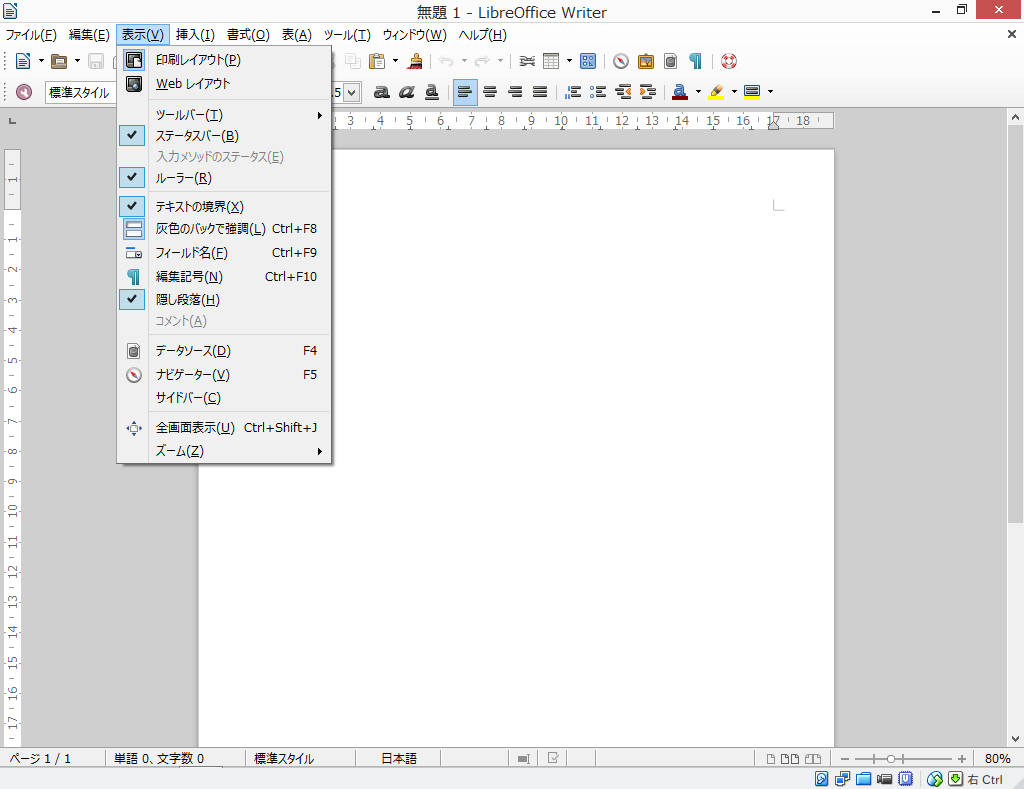 無題 1 - LibreOffice Writer
ファイル(F) 編集(E) 表示(V) 挿入(I) 書式(O) 表(A) ツール(T) ウィンドウ(W) ヘルプ(H)
標準スタイル
.5
印刷レイアウト(P)
Web レイアウト
ツールバー(T)
ステータスバー(B)
入力メソッドのステータス(E)
ルーラー(R)
テキストの境界(X)
灰色のバックで強調(L) Ctrl+F8
フィールド名(F) Ctrl+F9
編集記号(N) Ctrl+F10
隠し段落(H)
コメント(A)
データソース(D) F4
ナビゲーター(V) F5
サイドバー(C)
全画面表示(U) Ctrl+Shift+J
ズーム(Z)
3 4 5 6 7 8 9 10 11 12 13 14 15 16 17 18
1
1
2
3
4
5
6
7
8
9
10
11
12
13
14
15
16
17
ページ 1 / 1 単語 0、文字数 0 標準スタイル 日本語 80%
右 Ctrl